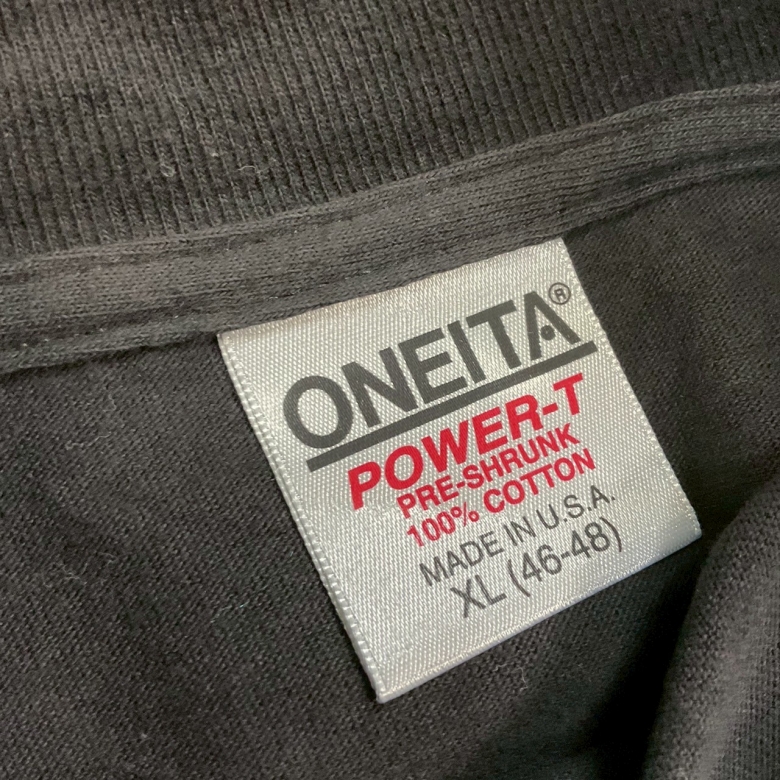 ONEITA®
POWER-T
PRE-SHRUNK
100% COTTON
MADE IN U.S.A.
XL (46-48)